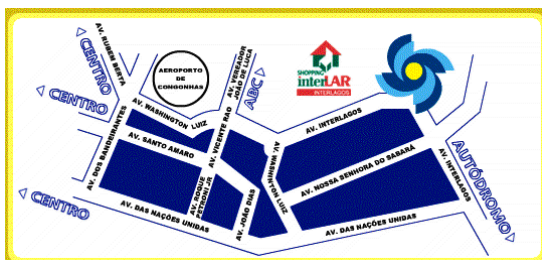 AV. RUBEM BERTA
CENTRO
CENTRO
AEROPORTO
DE
CONGONHAS
AV. VEREADOR
JOÃO DE LUCA
ABC
SHOPPING
interLAR
INTERLAGOS
AV. WASHINGTON LUIZ
AV. VICENTE RAO
AV. INTERLAGOS
AV. SANTO AMARO
AV. DOS BANDEIRANTES
AV. WASHINGTON LUIZ
AV. NOSSA SENHORA DO SABARÁ
AV. INTERLAGOS
AUTÓDROMO
AV. ROQUE
PETRONI JR
AV. JOÃO DIAS
CENTRO
AV. DAS NAÇÕES UNIDAS
AV. DAS NAÇÕES UNIDAS